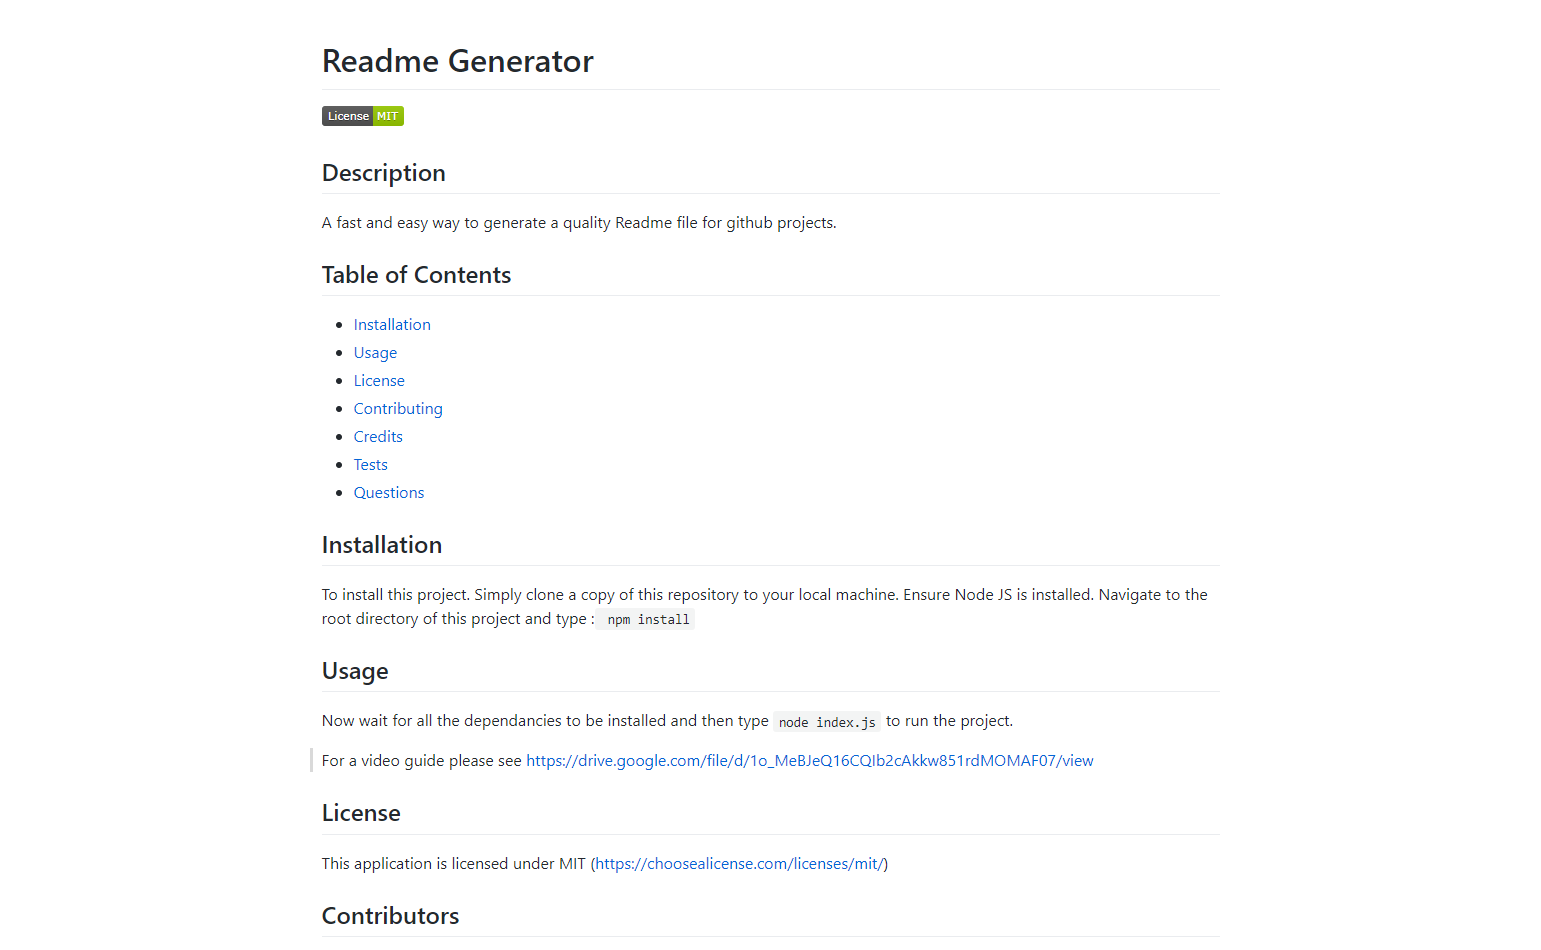 Readme Generator
License MIT
Description
A fast and easy way to generate a quality Readme file for github projects.
Table of Contents
Installation
Usage
License
Contributing
Credits
Tests
Questions
Installation
To install this project. Simply clone a copy of this repository to your local machine. Ensure Node JS is installed. Navigate to the
root directory of this project and type : npm install
Usage
Now wait for all the dependancies to be installed and then type node index.js to run the project.
For a video guide please see https://drive.google.com/file/d/1o_MeBJeQ16CQIb2cAkkw851rdMOMAF07/view
License
This application is licensed under MIT (https://choosealicense.com/licenses/mit/)
Contributors